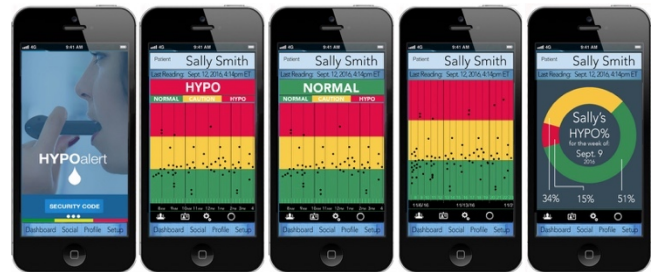 4G 9:41 AM
HYPOalert
SECURITY CODE
Dashboard Social Profile Setup
4G 9:41 AM
Patient Sally Smith
Last Reading: Sept. 12, 2016, 4:14pm ET
HYPO
NORMAL CAUTION HYPO
Dashboard Social Profile Setup
4G 9:41 AM
Patient Sally Smith
Last Reading: Sept. 12, 2016, 4:14pm ET
NORMAL
NORMAL CAUTION HYPO
Dashboard Social Profile Setup
4G 9:41 AM
Patient Sally Smith
Last Reading: Sept. 12, 2016, 4:14pm ET
Dashboard Social Profile Setup
4G 9:41 AM
Patient Sally Smith
Last Reading: Sept. 12, 2016, 4:14pm ET
Sally's
HYPO%
for the week of:
Sept. 9
2016
34% 15% 51%
Dashboard Social Profile Setup